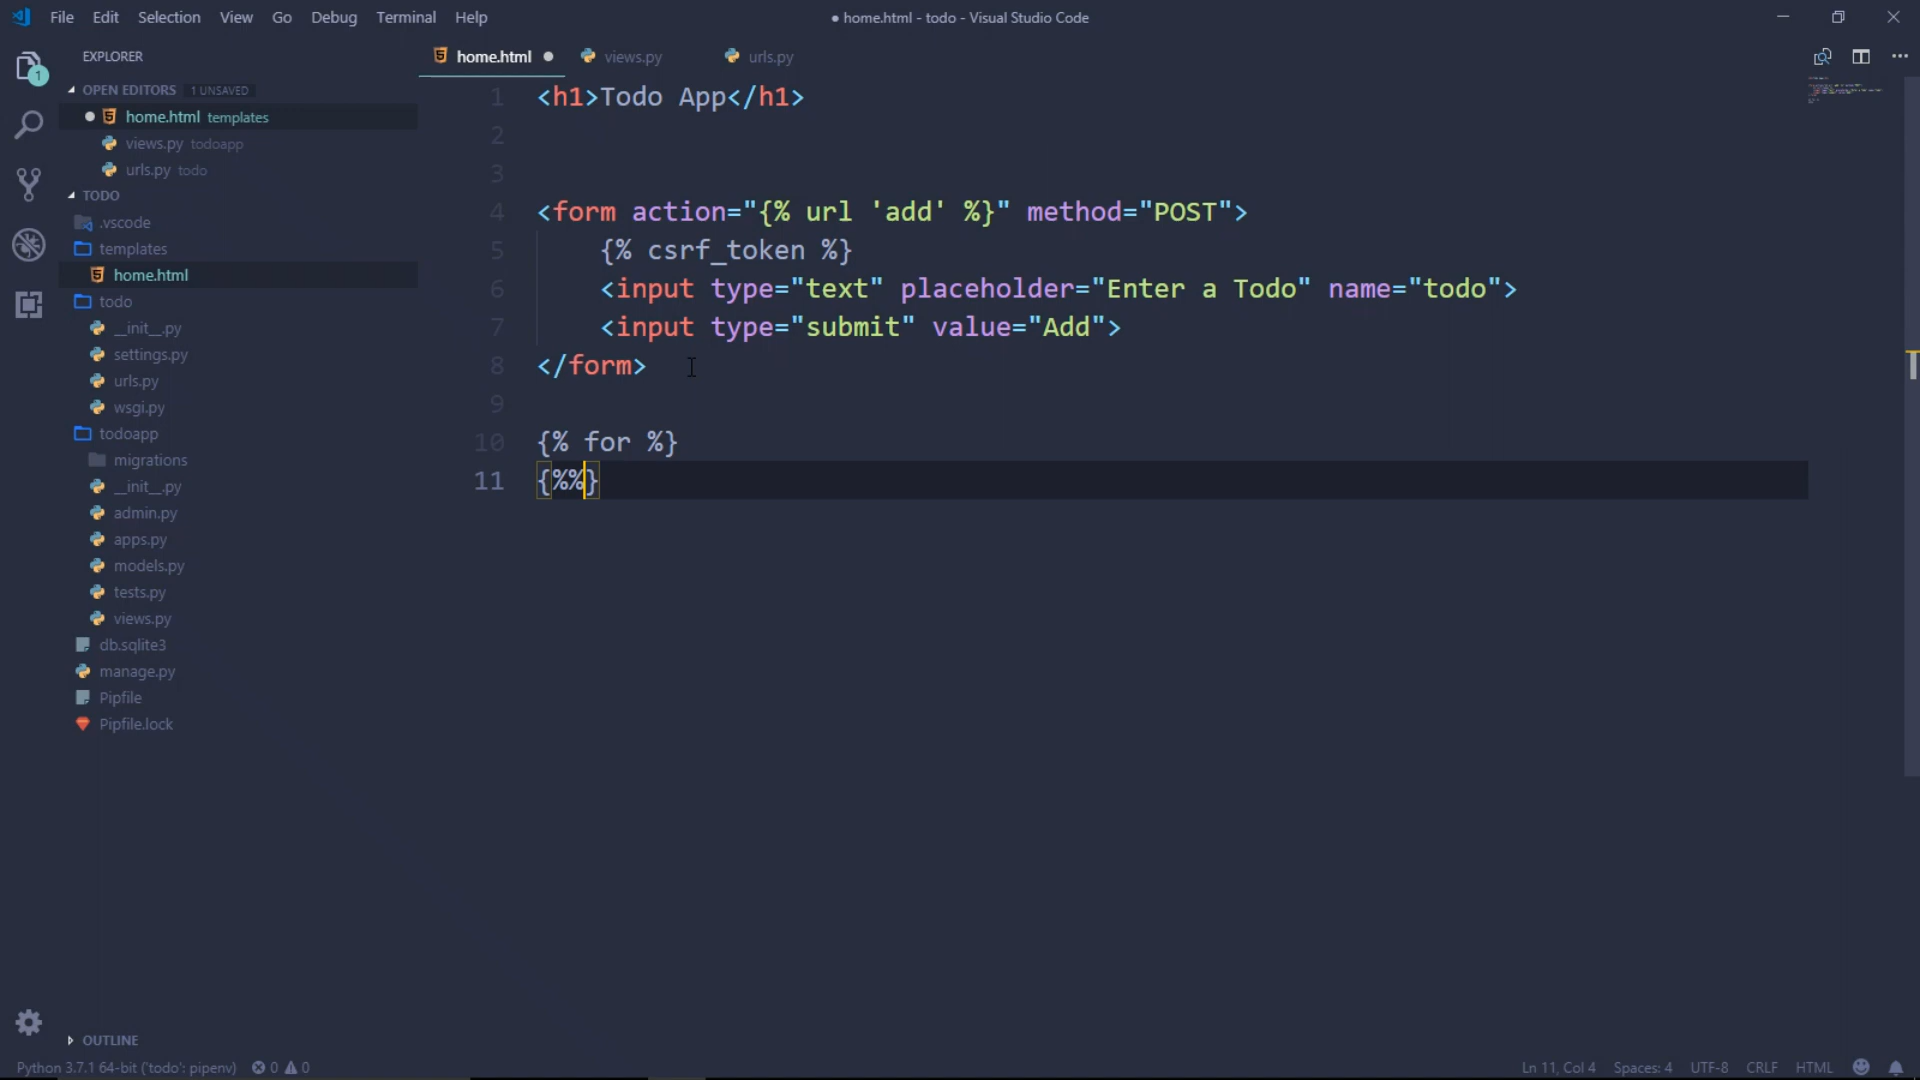 File Edit Selection View Go Debug Terminal Help
● home.html - todo - Visual Studio Code
EXPLORER
home.html views.py urls.py
1
OPEN EDITORS 1 UNSAVED
home.html templates
views.py todoapp
urls.py todo
TODO
.vscode
templates
home.html
todo
__init__.py
settings.py
urls.py
wsgi.py
todoapp
migrations
__init__.py
admin.py
apps.py
models.py
tests.py
views.py
db.sqlite3
manage.py
Pipfile
Pipfile.lock
OUTLINE
1 <h1>Todo App</h1>
2
3
4 <form action="{% url 'add' %}" method="POST">
5 {% csrf_token %}
6 <input type="text" placeholder="Enter a Todo" name="todo">
7 <input type="submit" value="Add">
8 </form>
9
10 {% for %}
11 {%%}
Python 3.7.1 64-bit ('todo': pipenv) 0 0
Ln 11, Col 4 Spaces: 4 UTF-8 CRLF HTML